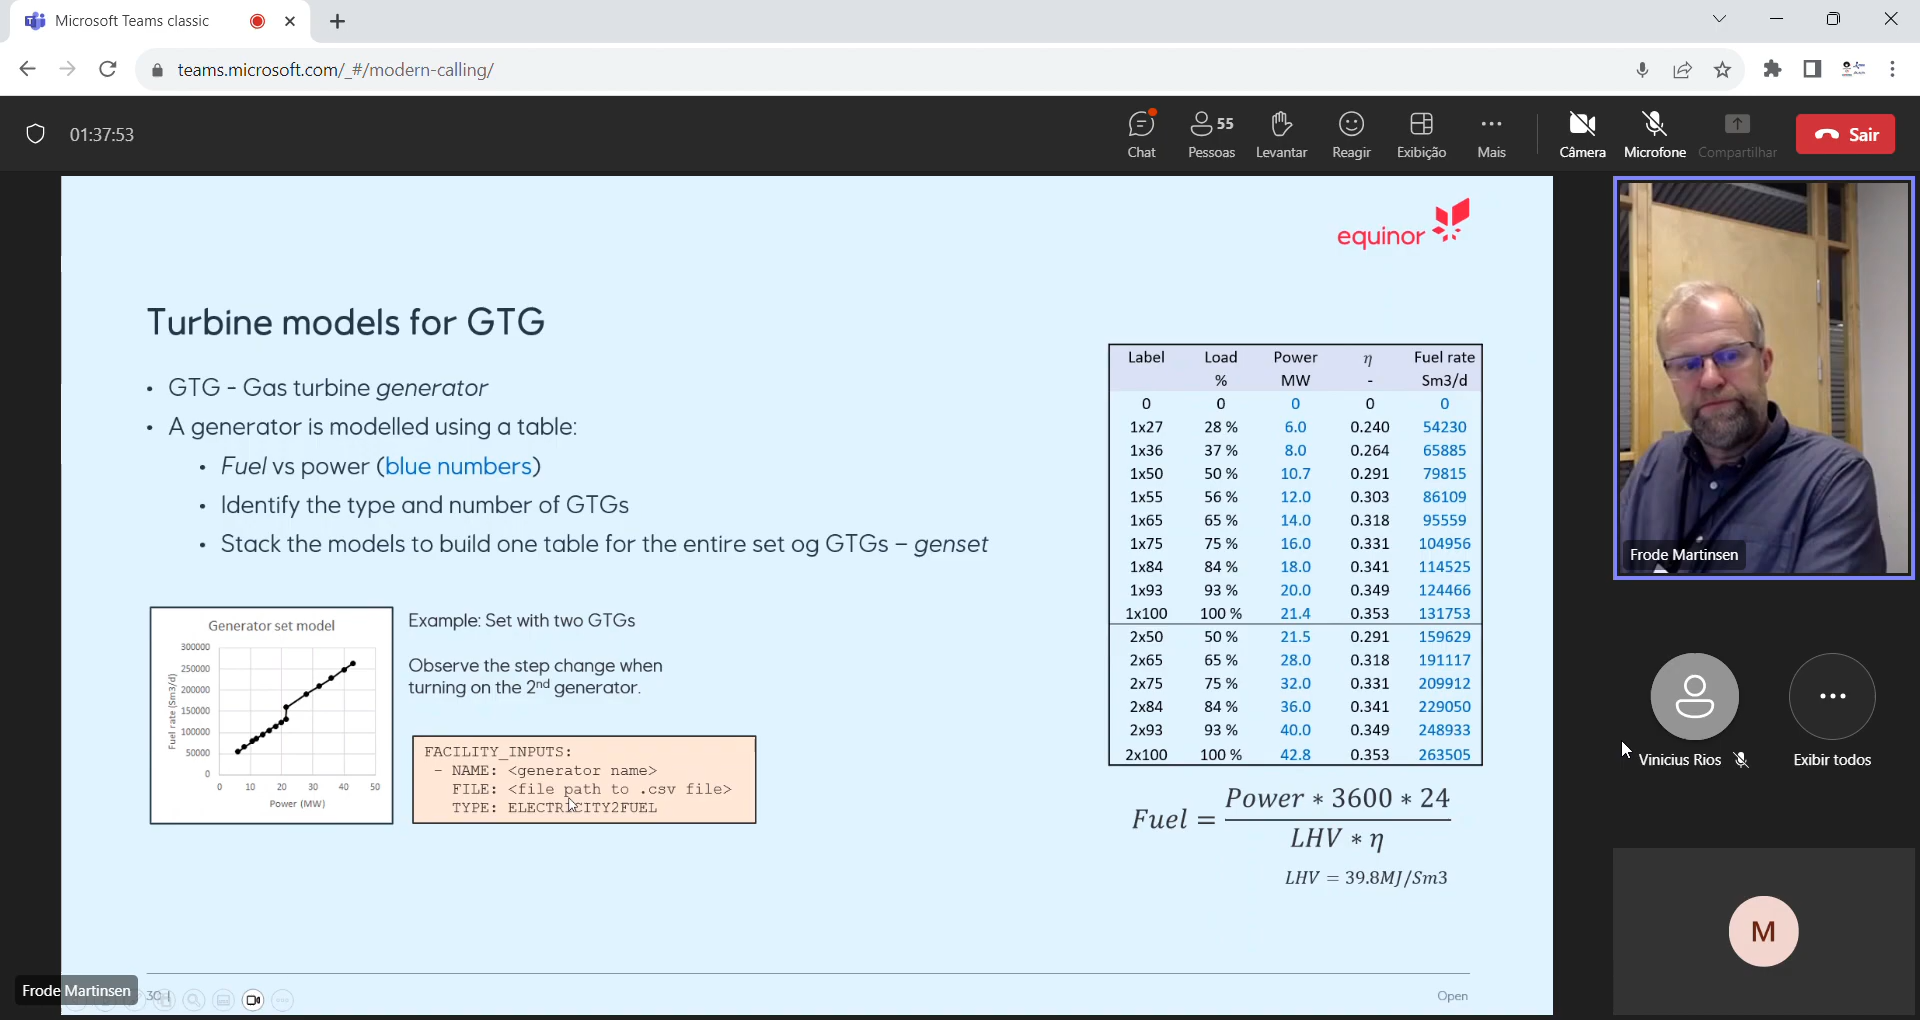 Microsoft Teams classic
teams.microsoft.com/_#/modern-calling/
01:37:53
Chat
55
Pessoas
Levantar
Reagir
Exibição
Mais
Câmera
Microfone
Compartilhar
Sair
equinor
Turbine models for GTG
• GTG - Gas turbine generator
• A generator is modelled using a table:
• Fuel vs power (blue numbers)
• Identify the type and number of GTGs
• Stack the models to build one table for the entire set og GTGs – genset
Generator set model
300000
250000
200000
150000
100000
50000
0
Fuel rate (Sm3/d)
0 10 20 30 40 50
Power (MW)
Example: Set with two GTGs
Observe the step change when
turning on the 2nd generator.
FACILITY_INPUTS:
- NAME: <generator name>
FILE: <file path to .csv file>
TYPE: ELECTRICITY2FUEL
Label Load Power η Fuel rate
% MW - Sm3/d
0 0 0 0 0
1x27 28 % 6.0 0.240 54230
1x36 37 % 8.0 0.264 65885
1x50 50 % 10.7 0.291 79815
1x55 56 % 12.0 0.303 86109
1x65 65 % 14.0 0.318 95559
1x75 75 % 16.0 0.331 104956
1x84 84 % 18.0 0.341 114525
1x93 93 % 20.0 0.349 124466
1x100 100 % 21.4 0.353 131753
2x50 50 % 21.5 0.291 159629
2x65 65 % 28.0 0.318 191117
2x75 75 % 32.0 0.331 209912
2x84 84 % 36.0 0.341 229050
2x93 93 % 40.0 0.349 248933
2x100 100 % 42.8 0.353 263505
Fuel = Power * 3600 * 24
LHV * η
LHV = 39.8MJ/Sm3
Frode Martinsen
30 |
Open
Frode Martinsen
Vinicius Rios
Exibir todos
M